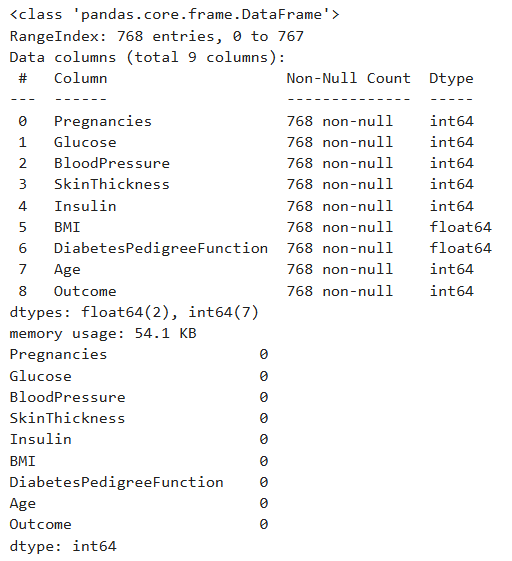 <class 'pandas.core.frame.DataFrame'>
RangeIndex: 768 entries, 0 to 767
Data columns (total 9 columns):
 #   Column                    Non-Null Count  Dtype
---  ------                    --------------  -----
 0   Pregnancies               768 non-null    int64
 1   Glucose                   768 non-null    int64
 2   BloodPressure             768 non-null    int64
 3   SkinThickness             768 non-null    int64
 4   Insulin                   768 non-null    int64
 5   BMI                       768 non-null    float64
 6   DiabetesPedigreeFunction  768 non-null    float64
 7   Age                       768 non-null    int64
 8   Outcome                   768 non-null    int64
dtypes: float64(2), int64(7)
memory usage: 54.1 KB
Pregnancies                 0
Glucose                     0
BloodPressure               0
SkinThickness               0
Insulin                     0
BMI                         0
DiabetesPedigreeFunction    0
Age                         0
Outcome                     0
dtype: int64